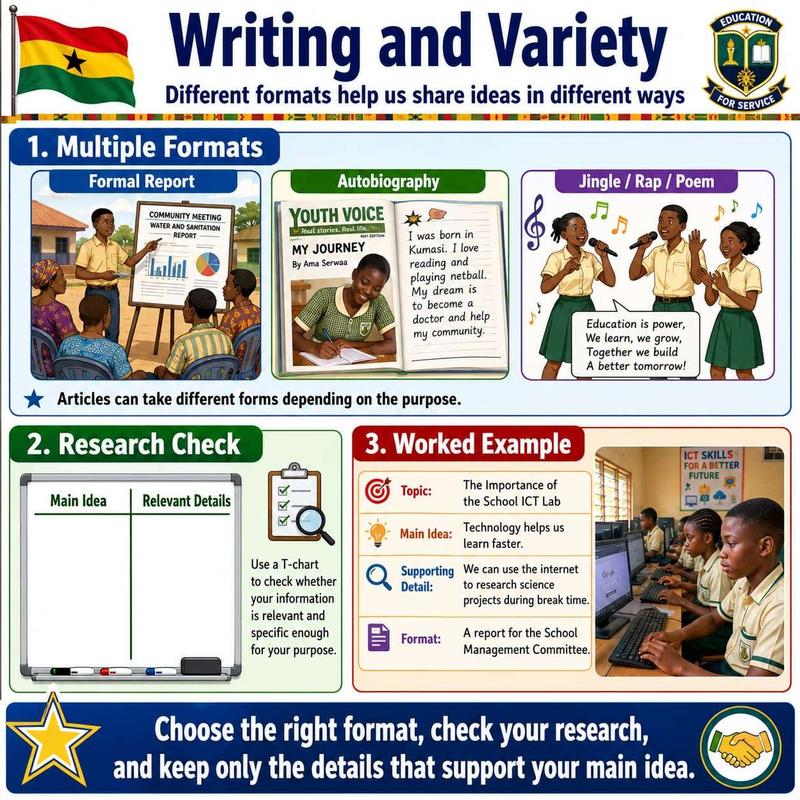 Writing and Variety
Different formats help us share ideas in different ways
EDUCATION
FOR SERVICE
1. Multiple Formats
Formal Report
COMMUNITY MEETING
WATER AND SANITATION
REPORT
Autobiography
YOUTH VOICE
Real stories. Real life.
MAY EDITION
MY JOURNEY
By Ama Serwaa
I was born in
Kumasi. I love
reading and
playing netball.
My dream is
to become a
doctor and help
my community.
Jingle / Rap / Poem
Education is power,
We learn, we grow,
Together we build
A better tomorrow!
Articles can take different forms depending on the purpose.
2. Research Check
Main Idea
Relevant Details
Use a T-chart
to check whether
your information
is relevant and
specific enough
for your purpose.
3. Worked Example
Topic:
The Importance of
the School ICT Lab
Main Idea:
Technology helps us
learn faster.
Supporting
Detail:
We can use the internet
to research science
projects during break time.
Format:
A report for the School
Management Committee.
ICT SKILLS
FOR A BETTER
FUTURE
Google
Choose the right format, check your research,
and keep only the details that support your main idea.